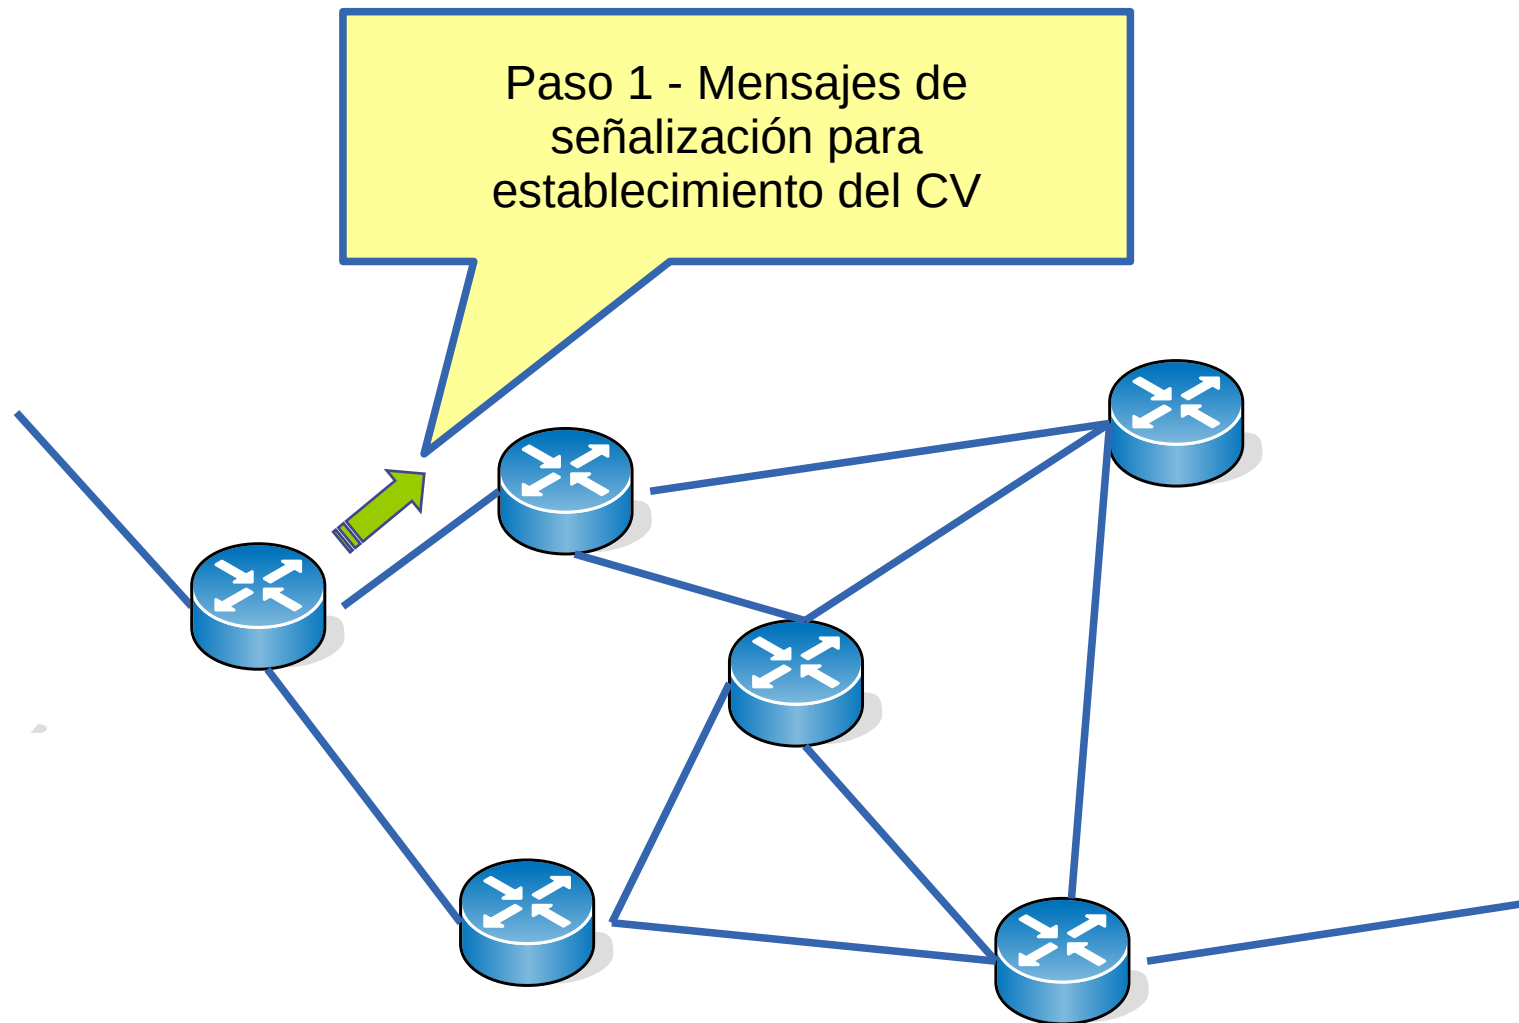 Paso 1 - Mensajes de
señalización para
establecimiento del CV